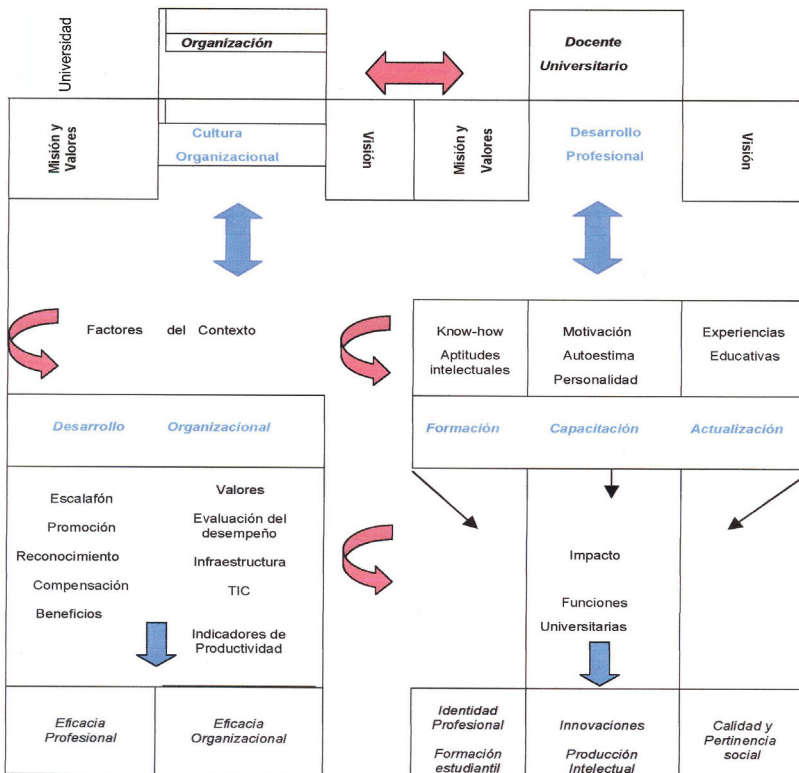 Universidad
Organización
Docente
Universitario
Misión y
Valores
Cultura
Organizacional
Visión
Misión y
Valores
Desarrollo
Profesional
Visión
Factores del Contexto
Know-how
Aptitudes
intelectuales
Motivación
Autoestima
Personalidad
Experiencias
Educativas
Desarrollo Organizacional
Formación
Capacitación
Actualización
Escalafón
Promoción
Reconocimiento
Compensación
Beneficios
Valores
Evaluación del
desempeño
Infraestructura
TIC
Indicadores de
Productividad
Impacto
Funciones
Universitarias
Eficacia
Profesional
Eficacia
Organizacional
Identidad
Profesional
Formación
estudiantil
Innovaciones
Producción
Intelectual
Calidad y
Pertinencia
social